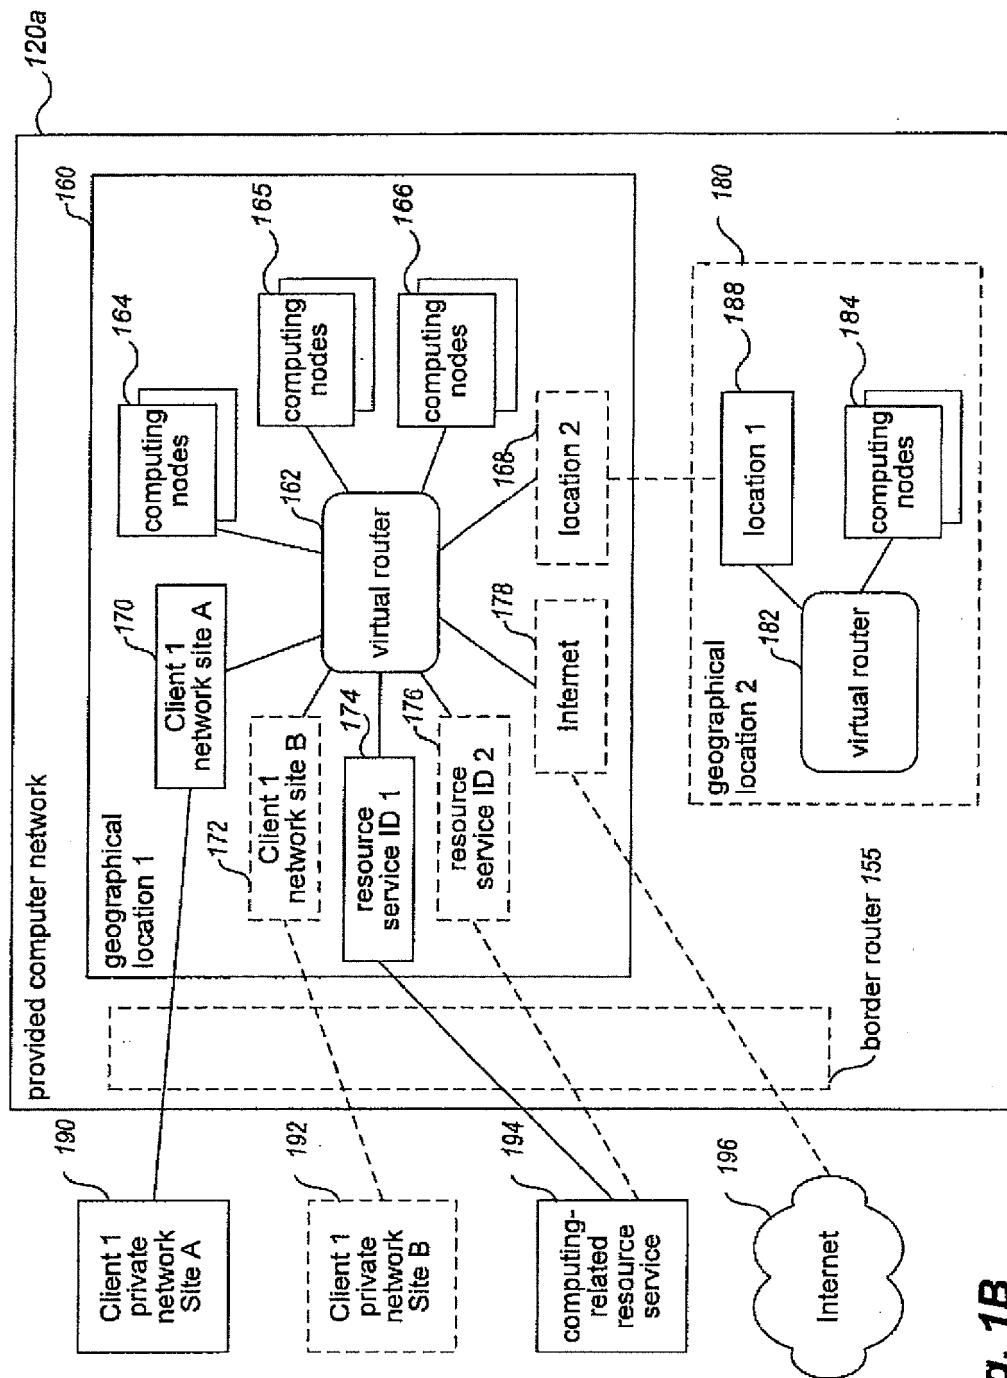 120a
provided computer network
160
geographical
location 1
170
Client 1
network site A
164
computing
nodes
165
computing
nodes
166
computing
nodes
162
virtual router
172
Client 1
network site B
174
resource
service ID 1
176
resource
service ID 2
178
Internet
168
location 2
180
geographical
location 2
182
virtual router
188
location 1
184
computing
nodes
border router 155
190
Client 1
private
network
Site A
192
Client 1
private
network
Site B
194
computing-
related
resource
service
196
Internet
g. 1B